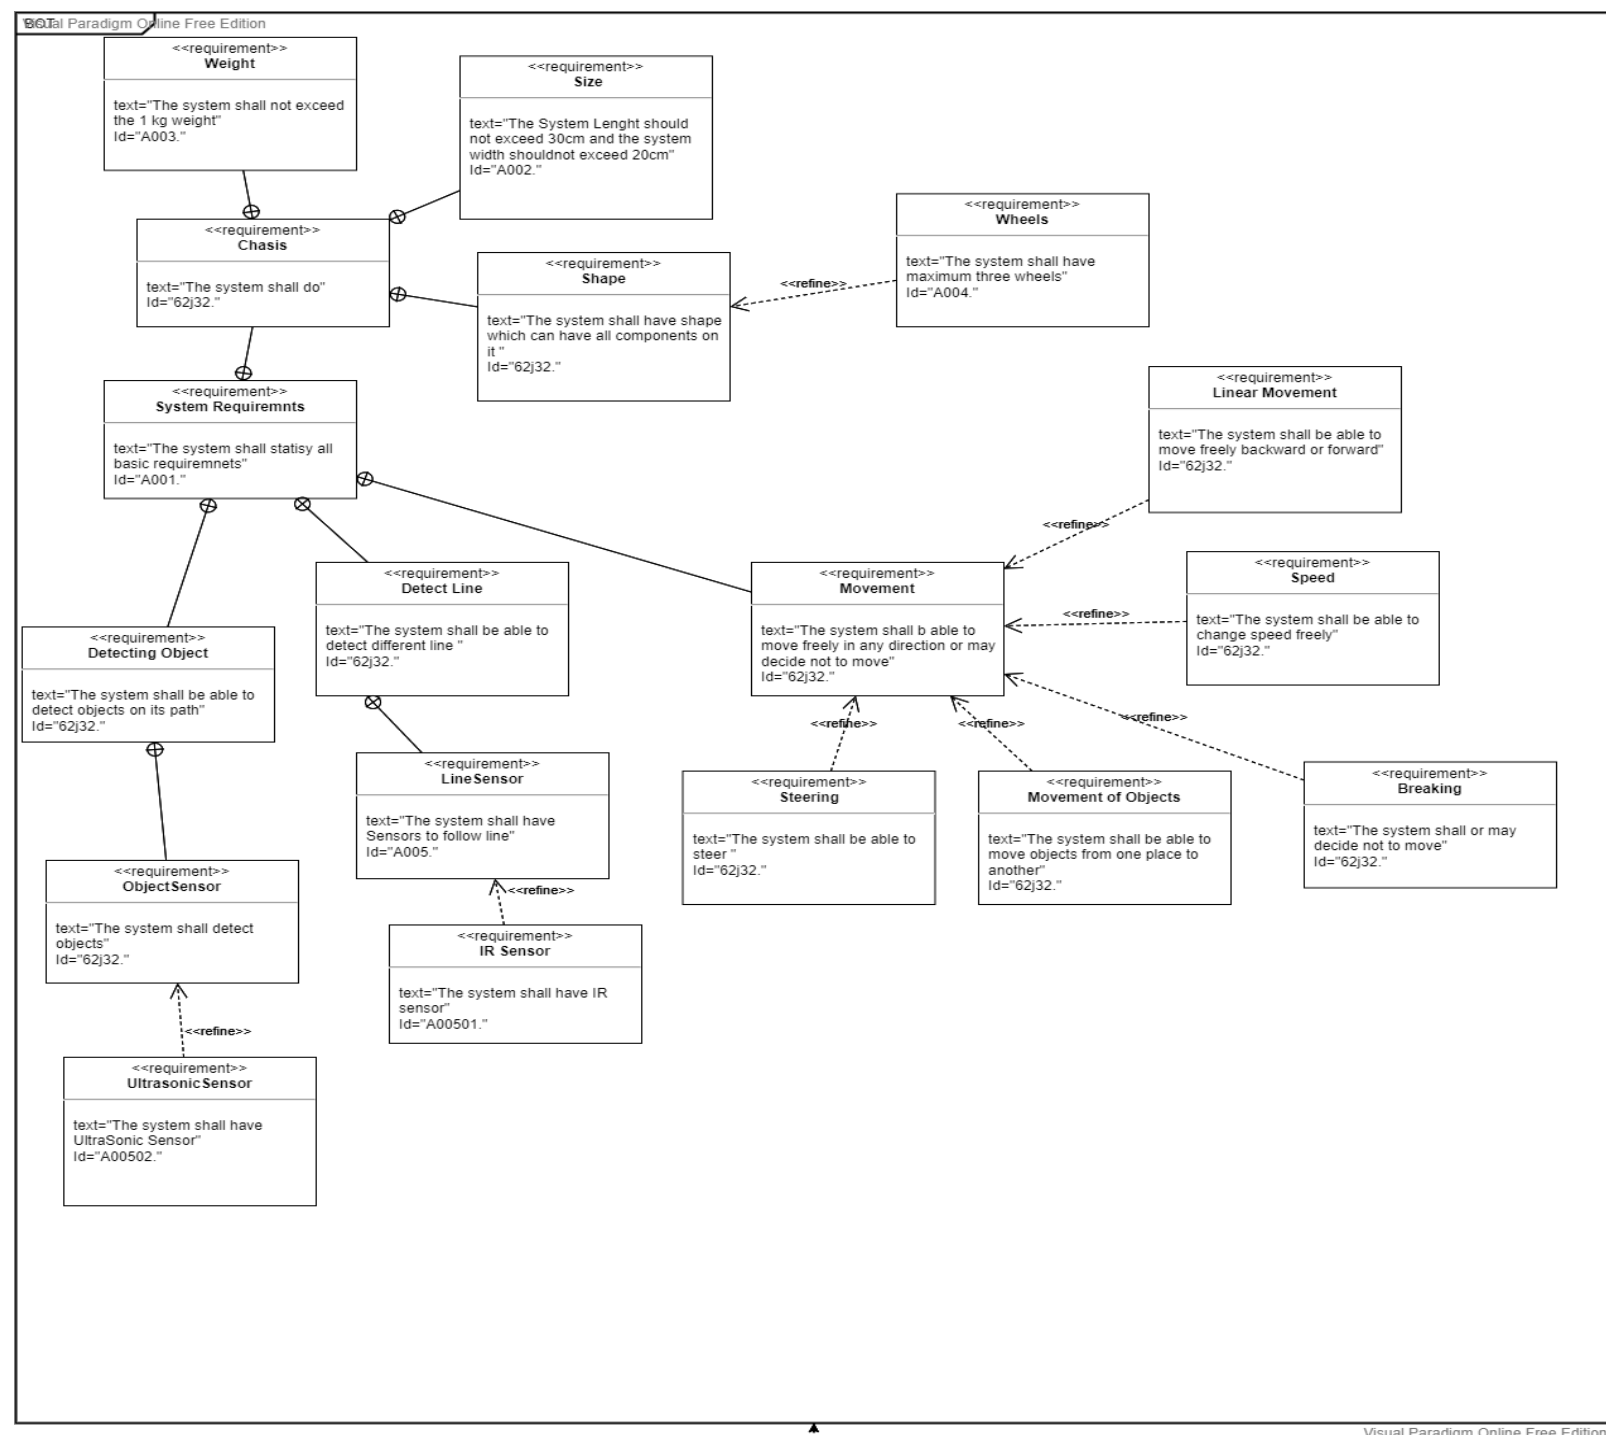 BOT
Visual Paradigm Online Free Edition
<<requirement>>
Weight
text="The system shall not exceed
the 1 kg weight"
Id="A003."
<<requirement>>
Size
text="The System Lenght should
not exceed 30cm and the system
width shouldnot exceed 20cm"
Id="A002."
<<requirement>>
Chasis
text="The system shall do"
Id="62j32."
<<requirement>>
Shape
text="The system shall have shape
which can have all components on
it "
Id="62j32."
<<refine>>
<<requirement>>
Wheels
text="The system shall have
maximum three wheels"
Id="A004."
<<requirement>>
System Requiremnts
text="The system shall statisy all
basic requiremnets"
Id="A001."
<<requirement>>
Linear Movement
text="The system shall be able to
move freely backward or forward"
Id="62j32."
<<refine>>
<<requirement>>
Detect Line
text="The system shall be able to
detect different line "
Id="62j32."
<<requirement>>
Movement
text="The system shall b able to
move freely in any direction or may
decide not to move"
Id="62j32."
<<refine>>
<<requirement>>
Speed
text="The system shall be able to
change speed freely"
Id="62j32."
<<requirement>>
Detecting Object
text="The system shall be able to
detect objects on its path"
Id="62j32."
<<refine>>
<<refine>>
<<refine>>
<<requirement>>
LineSensor
text="The system shall have
Sensors to follow line"
Id="A005."
<<requirement>>
Steering
text="The system shall be able to
steer "
Id="62j32."
<<requirement>>
Movement of Objects
text="The system shall be able to
move objects from one place to
another"
Id="62j32."
<<requirement>>
Breaking
text="The system shall or may
decide not to move"
Id="62j32."
<<requirement>>
ObjectSensor
text="The system shall detect
objects"
Id="62j32."
<<refine>>
<<requirement>>
IR Sensor
text="The system shall have IR
sensor"
Id="A00501."
<<refine>>
<<requirement>>
UltrasonicSensor
text="The system shall have
UltraSonic Sensor"
Id="A00502."
Visual Paradigm Online Free Edition